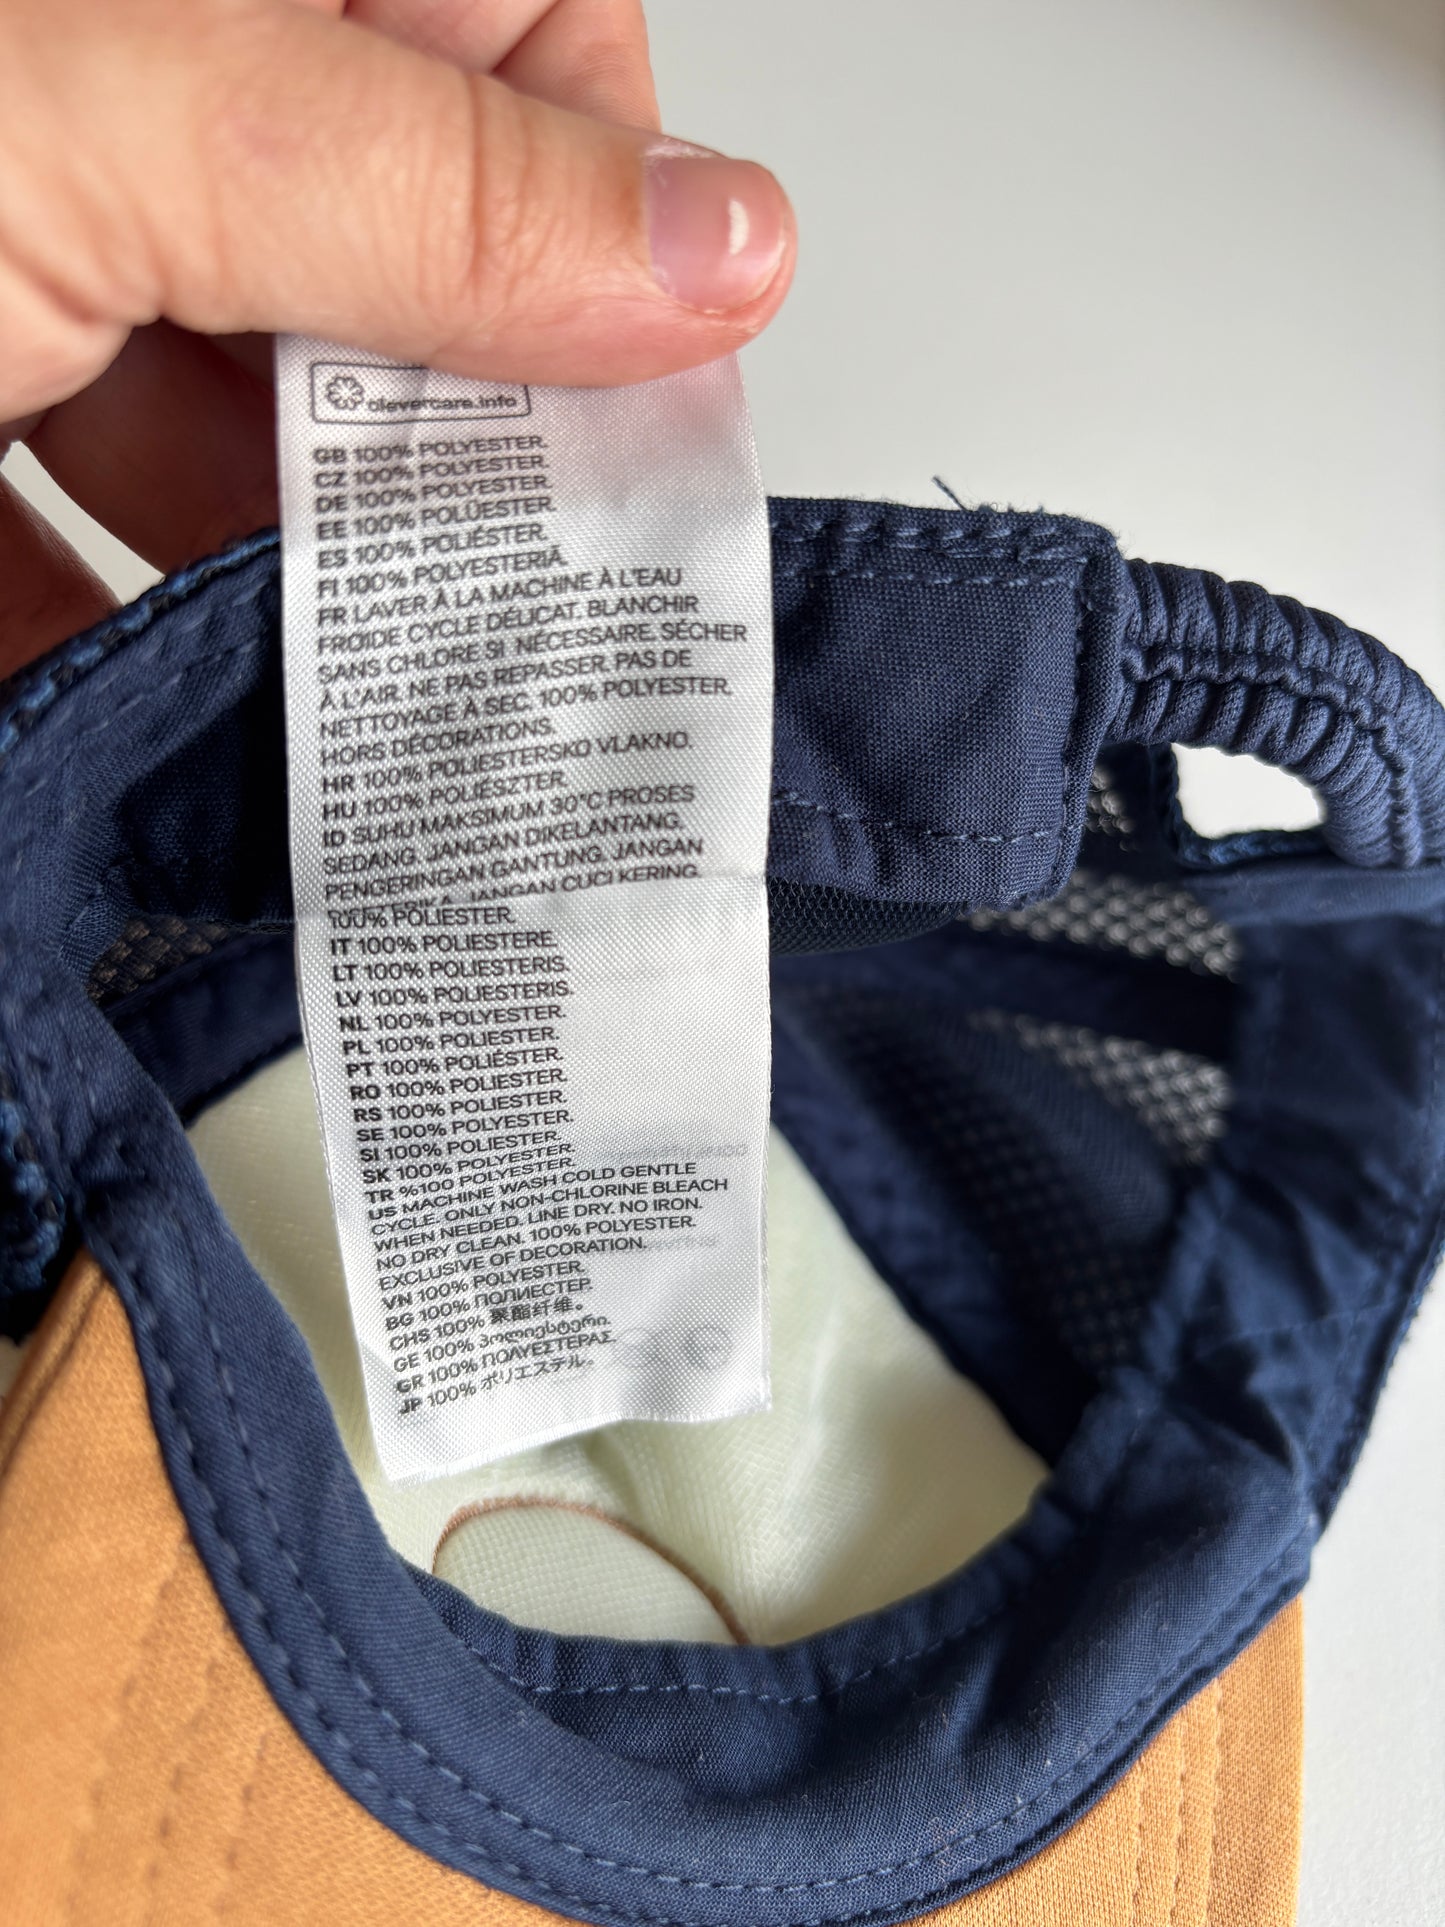 clevercare.info
GB 100% POLYESTER.
CZ 100% POLYESTER.
DE 100% POLYESTER.
EE 100% POLÜESTER.
ES 100% POLIÉSTER.
FI 100% POLYESTERIÄ.
FR LAVER À LA MACHINE À L'EAU
FROIDE CYCLE DÉLICAT. BLANCHIR
SANS CHLORE SI NÉCESSAIRE. SÉCHER
À L'AIR. NE PAS REPASSER. PAS DE
NETTOYAGE À SEC. 100% POLYESTER.
HORS DÉCORATIONS.
HR 100% POLIESTERSKO VLAKNO.
HU 100% POLIÉSZTER.
ID SUHU MAKSIMUM 30°C PROSES
SEDANG. JANGAN DIKELANTANG.
PENGERINGAN GANTUNG. JANGAN
JANGAN CUCI KERING.
100% POLIESTER.
IT 100% POLIESTERE.
LT 100% POLIESTERIS.
LV 100% POLIESTERIS.
NL 100% POLYESTER.
PL 100% POLIESTER.
PT 100% POLIÉSTER.
RO 100% POLIESTER.
RS 100% POLIESTER.
SE 100% POLYESTER.
SI 100% POLIESTER.
SK 100% POLYESTER.
TR %100 POLYESTER.
US MACHINE WASH COLD GENTLE
CYCLE. ONLY NON-CHLORINE BLEACH
WHEN NEEDED. LINE DRY. NO IRON.
NO DRY CLEAN. 100% POLYESTER.
EXCLUSIVE OF DECORATION.
VN 100% POLYESTER.
BG 100% ПОЛИЕСТЕР.
CHS 100% 聚酯纤维。
GE 100% პოლიესტერი.
GR 100% ΠΟΛΥΕΣΤΕΡΑΣ.
JP 100% ポリエステル。